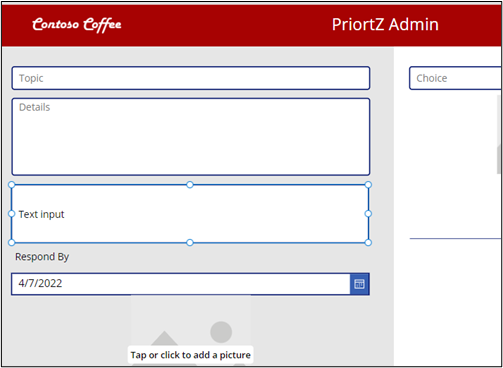 Contoso Coffee
PriortZ Admin
Topic
Choice
Details
Text input
Respond By
4/7/2022
Tap or click to add a picture